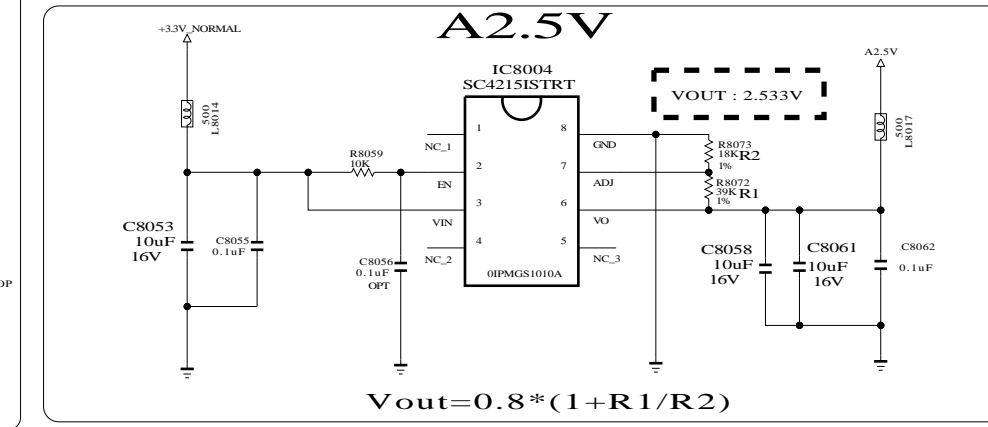 A2.5V
+3.3V_NORMAL
500
L8014
C8053
10uF
16V
C8055
0.1uF
R8059
10K
C8056
0.1uF
OPT
IC8004
SC4215ISTRT
1
NC_1
2
EN
3
VIN
4
NC_2
8
GND
7
ADJ
6
VO
5
NC_3
0IPMGS1010A
VOUT : 2.533V
R8073
18K R2
1%
R8072
39K R1
1%
A2.5V
500
L8017
C8058
10uF
16V
C8061
10uF
16V
C8062
0.1uF
Vout=0.8*(1+R1/R2)
OP